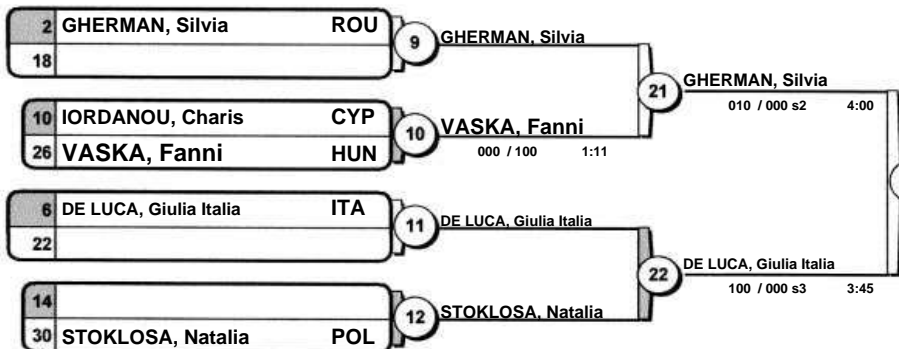 2 GHERMAN, Silvia ROU
18
9
GHERMAN, Silvia
10 IORDANOU, Charis CYP
26 VASKA, Fanni HUN
10
VASKA, Fanni
000 / 100 1:11
21
GHERMAN, Silvia
010 / 000 s2 4:00
6 DE LUCA, Giulia Italia ITA
22
11
DE LUCA, Giulia Italia
14
30 STOKLOSA, Natalia POL
12
STOKLOSA, Natalia
22
DE LUCA, Giulia Italia
100 / 000 s3 3:45